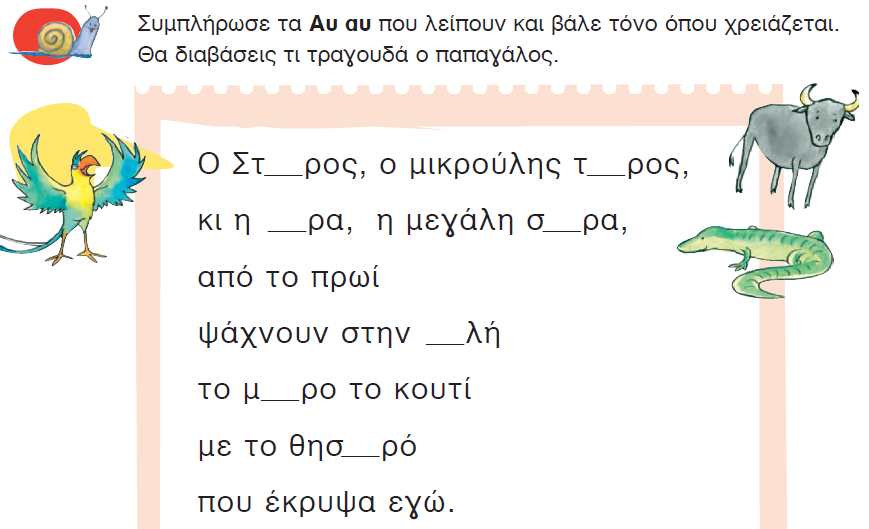 Συμπλήρωσε τα Αυ αυ που λείπουν και βάλε τόνο όπου χρειάζεται.
Θα διαβάσεις τι τραγουδά ο παπαγάλος.
Ο Στ__ρος, ο μικρούλης τ__ρος,
κι η __ρα, η μεγάλη σ__ρα,
από το πρωί
ψάχνουν στην __λή
το μ__ρο το κουτί
με το θησ__ρό
που έκρυψα εγώ.